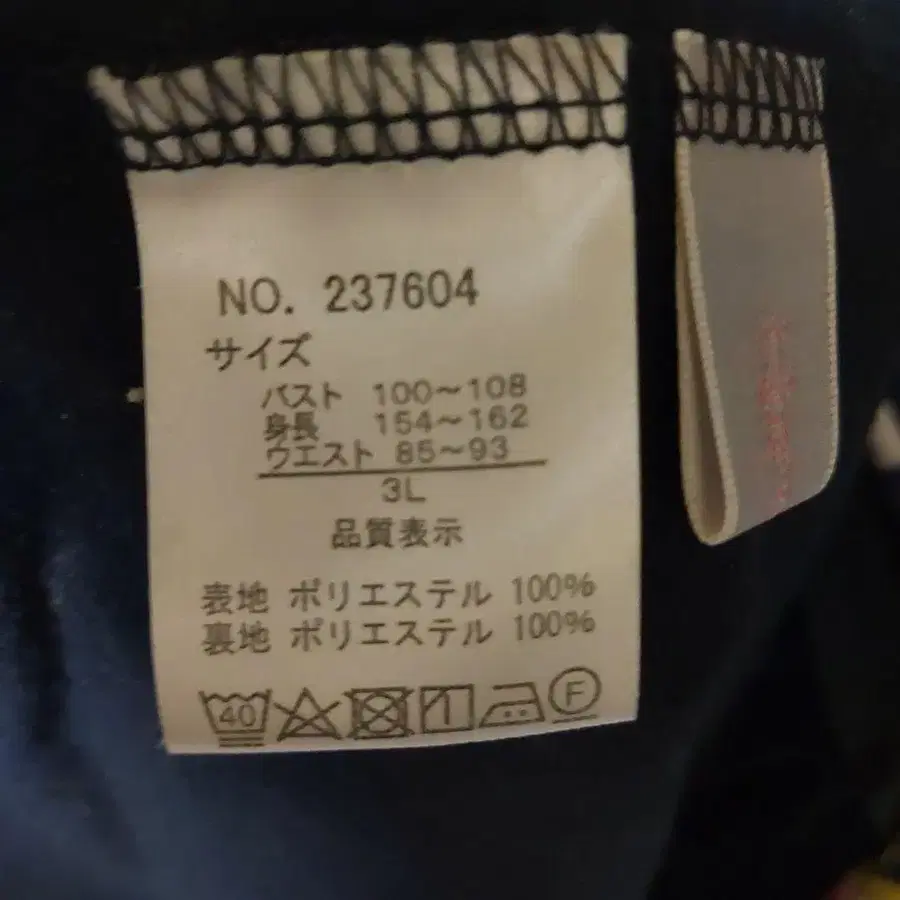 NO. 237604
サイズ
バスト 100～108
身長 154～162
ウエスト 85～93
3L
品質表示
表地 ポリエステル 100%
裏地 ポリエステル 100%
40
F